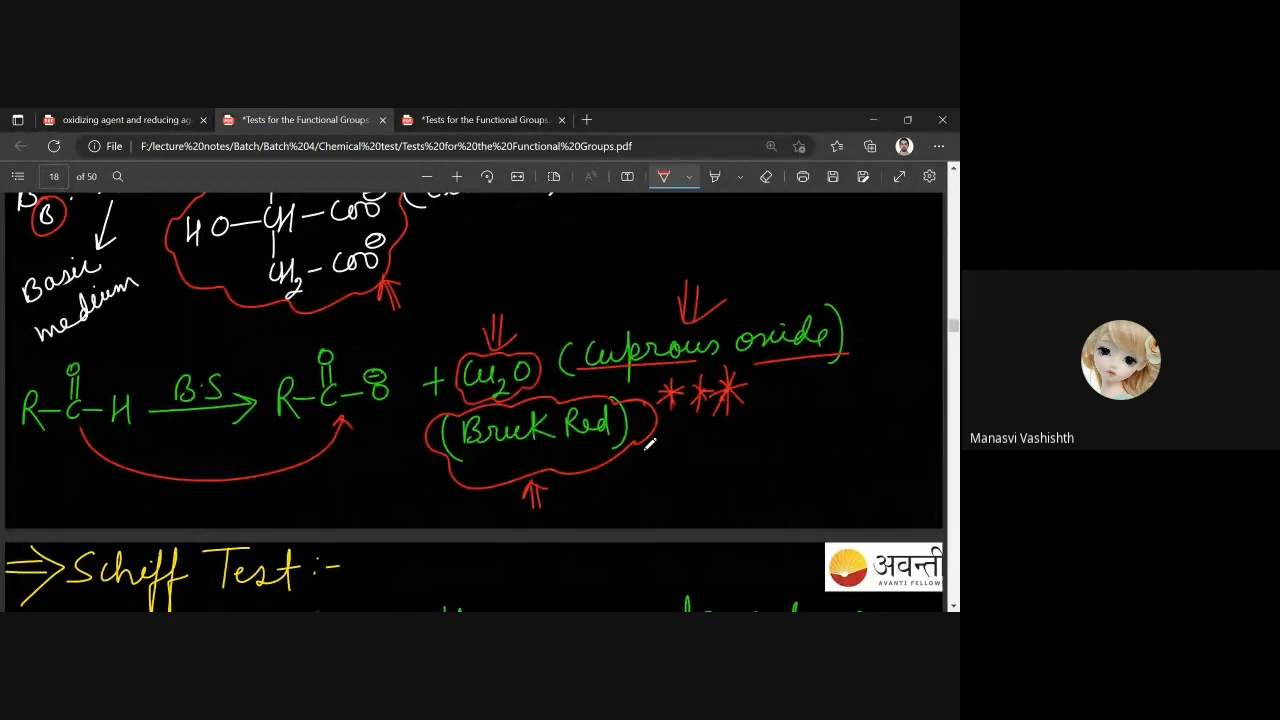 oxidizing agent and reducing ag
*Tests for the Functional Groups
*Tests for the Functional Groups.
File F:/lecture%20notes/Batch/Batch%204/Chemical%20test/Tests%20for%20the%20Functional%20Groups.pdf
18 of 50
B
HO—CH—COO⊖
CH2—COO⊖
Basic
medium
R—C—H B.S R—C—O⊖ + Cu2O (Cuprous oxide)
O O
(Brick Red) ***
⇒ Schiff Test :-
अवन्ती
AVANTI FELLOW
Manasvi Vashishth